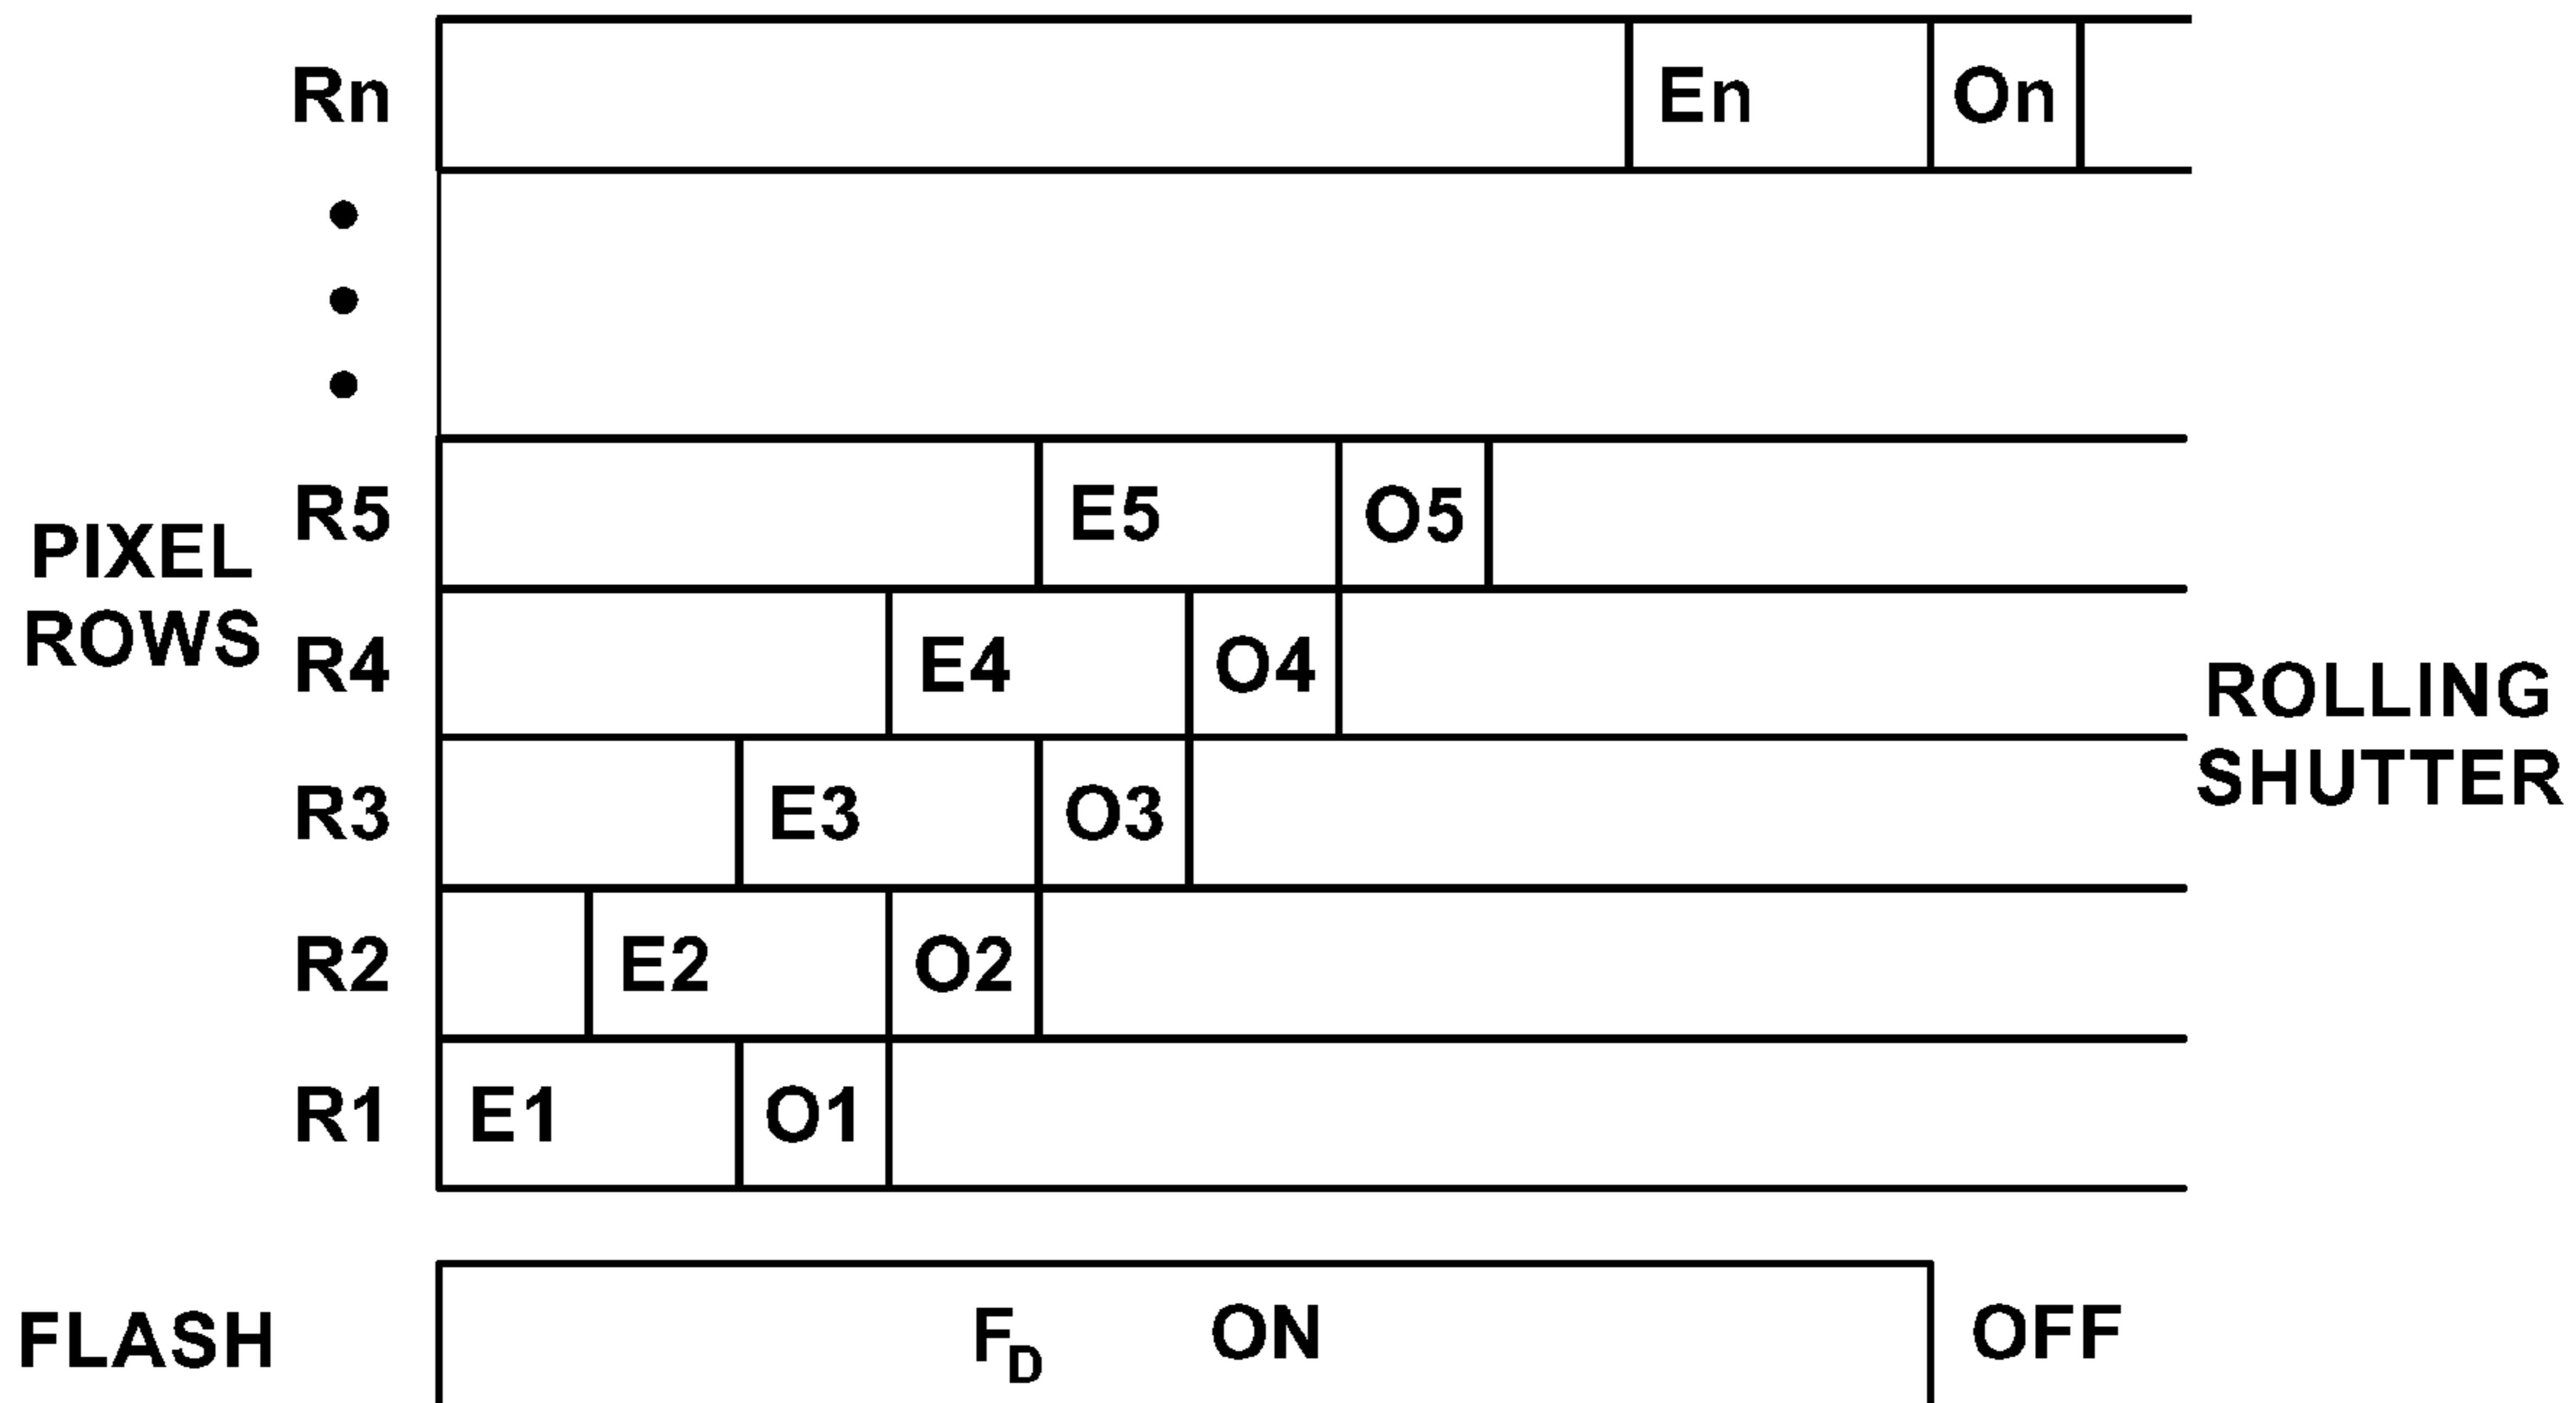 Rn En On
R5 E5 O5
PIXEL
ROWS
R4 E4 O4
ROLLING
SHUTTER
R3 E3 O3
R2 E2 O2
R1 E1 O1
FLASH FD ON OFF